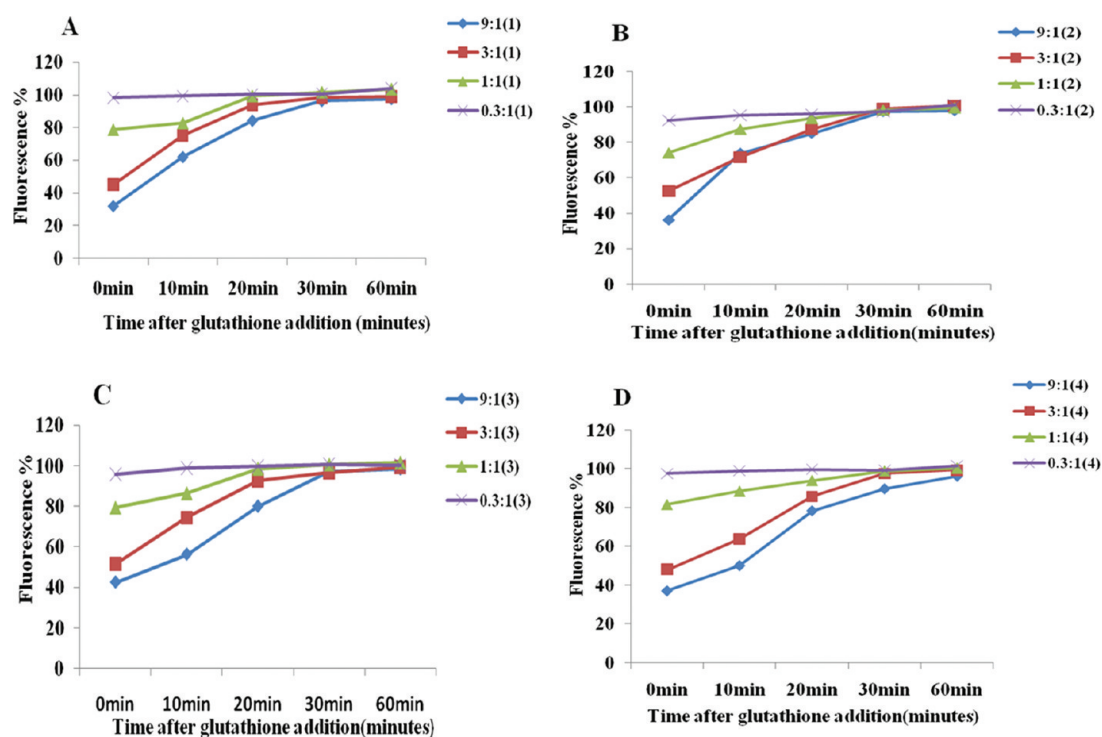 A
9:1(1)
3:1(1)
1:1(1)
0.3:1(1)
120
100
80
60
40
20
0
Fluorescence %
0min 10min 20min 30min 60min
Time after glutathione addition (minutes)
B
9:1(2)
3:1(2)
1:1(2)
0.3:1(2)
120
100
80
60
40
20
0
Fluorescence %
0min 10min 20min 30min 60min
Time after glutathione addition(minutes)
C
9:1(3)
3:1(3)
1:1(3)
0.3:1(3)
120
100
80
60
40
20
0
Fluorescence %
0min 10min 20min 30min 60min
Time after glutathione addition(minutes)
D
9:1(4)
3:1(4)
1:1(4)
0.3:1(4)
120
100
80
60
40
20
0
Fluorescence %
0min 10min 20min 30min 60min
Time after glutathione addition(minutes)